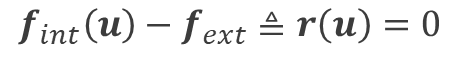 f_int(u) − f_ext ≜ r(u) = 0